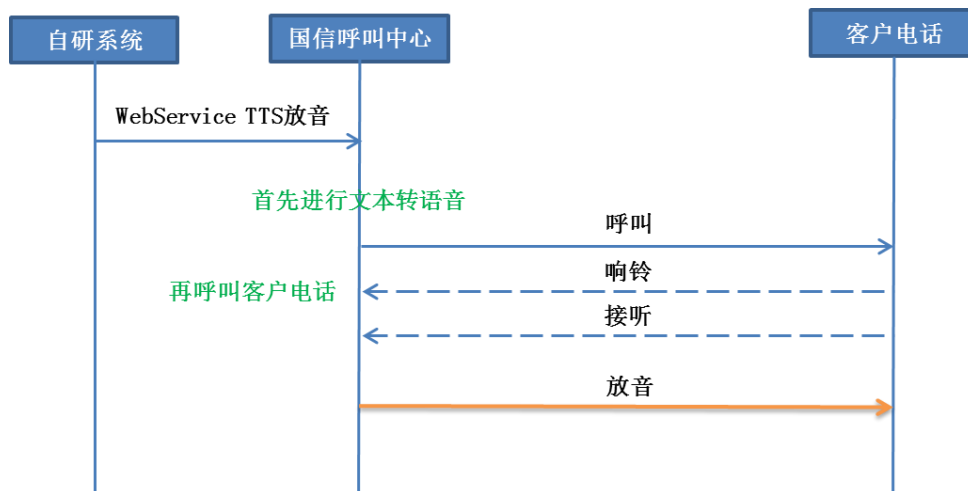 自研系统
国信呼叫中心
客户电话
WebService TTS放音
首先进行文本转语音
呼叫
响铃
再呼叫客户电话
接听
放音